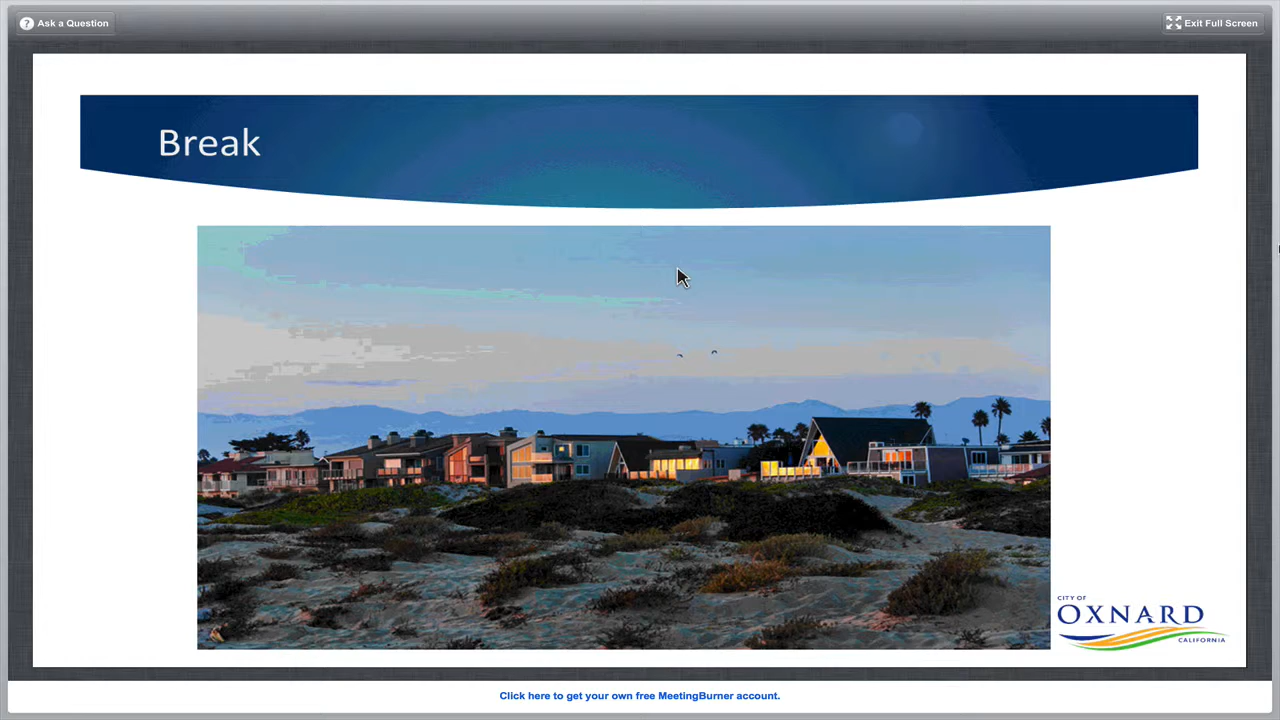 Ask a Question
Exit Full Screen
Break
CITY OF
OXNARD
CALIFORNIA
Click here to get your own free MeetingBurner account.